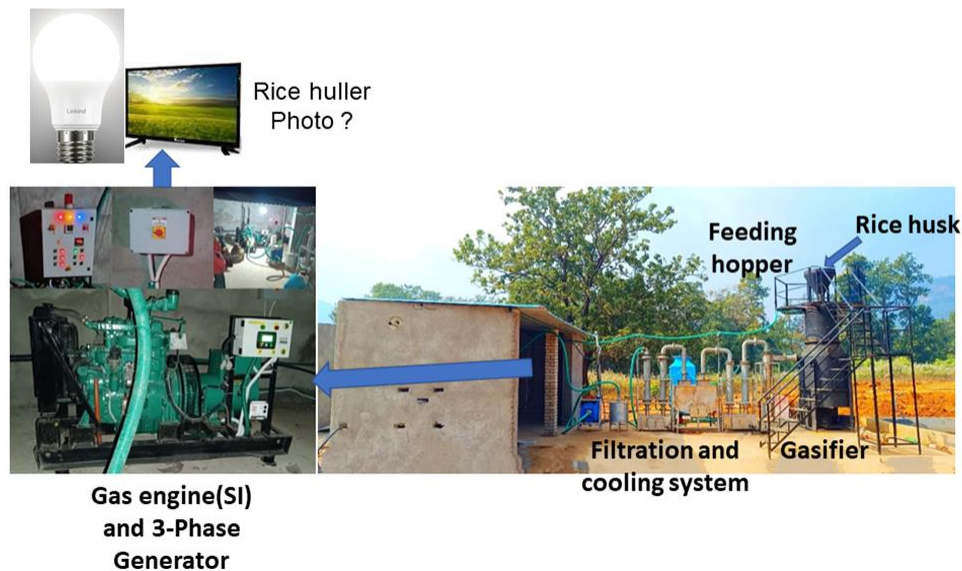 Linkind
Rice huller
Photo ?
Feeding
hopper
Rice husk
Filtration and
cooling system
Gasifier
Gas engine(SI)
and 3-Phase
Generator